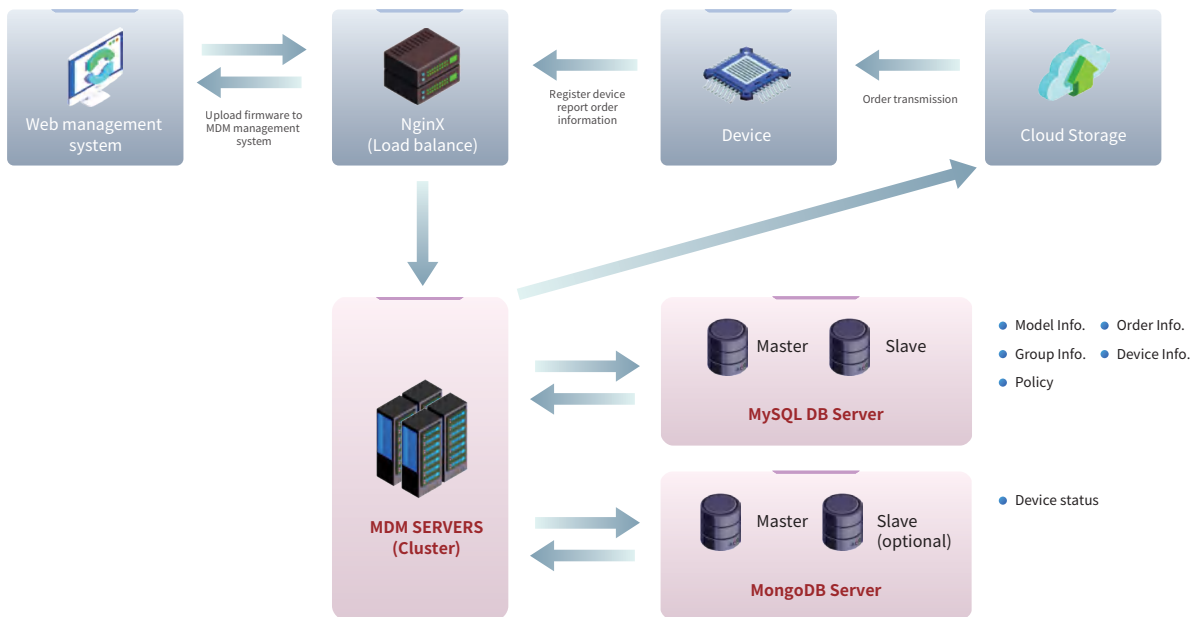 Web management
system
Upload firmware to
MDM management
system
NginX
(Load balance)
Register device
report order
information
Device
Order transmission
Cloud Storage
MDM SERVERS
(Cluster)
Master
Slave
MySQL DB Server
Model Info.
Order Info.
Group Info.
Device Info.
Policy
Master
Slave
(optional)
MongoDB Server
Device status